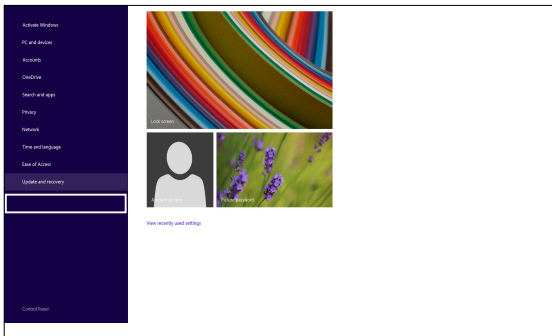 Activate Windows
PC and devices
Accounts
OneDrive
Search and apps
Privacy
Network
Time and language
Ease of Access
Update and recovery
Control Panel
Lock screen
Picture password
View recently used settings